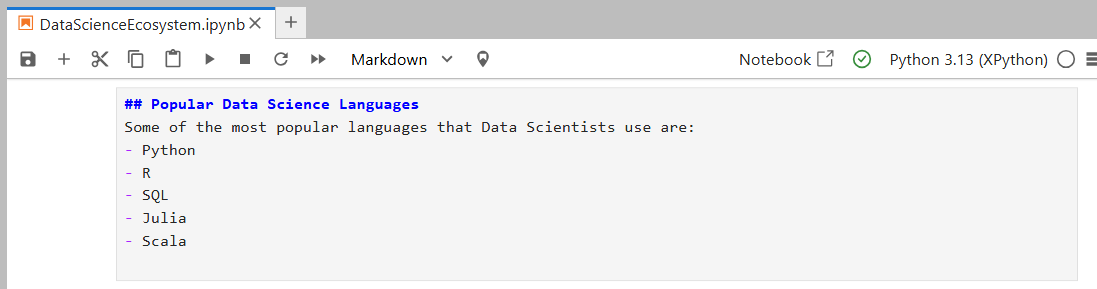 DataScienceEcosystem.ipynb
Markdown
Notebook
Python 3.13 (XPython)
## Popular Data Science Languages
Some of the most popular languages that Data Scientists use are:
- Python
- R
- SQL
- Julia
- Scala